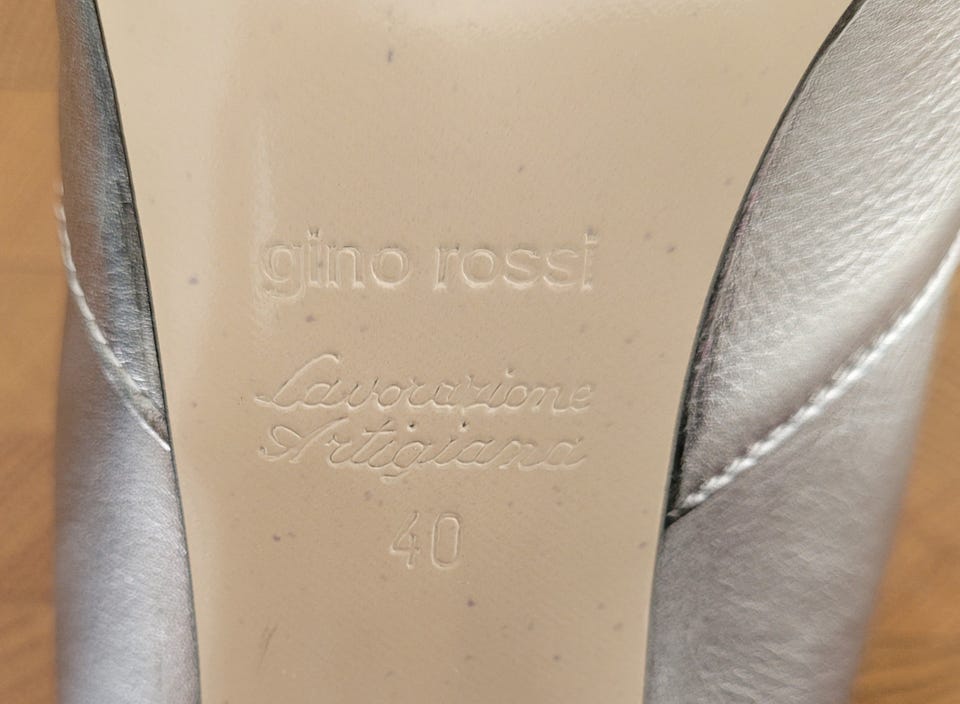 gino rossi
Lavorazione
Artigiana
40